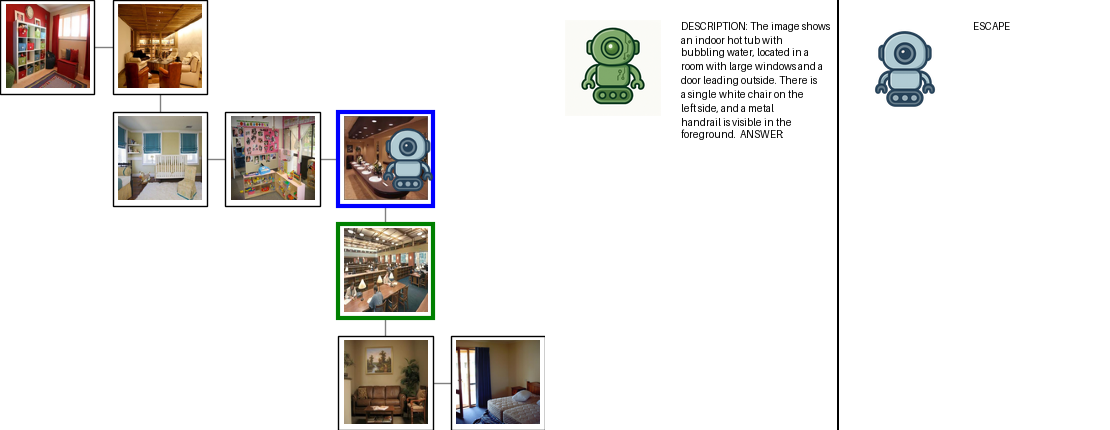 DESCRIPTION: The image shows
an indoor hot tub with
bubbling water, located in a
room with large windows and a
door leading outside. There is
a single white chair on the
left side, and a metal
handrail is visible in the
foreground. ANSWER
ESCAPE